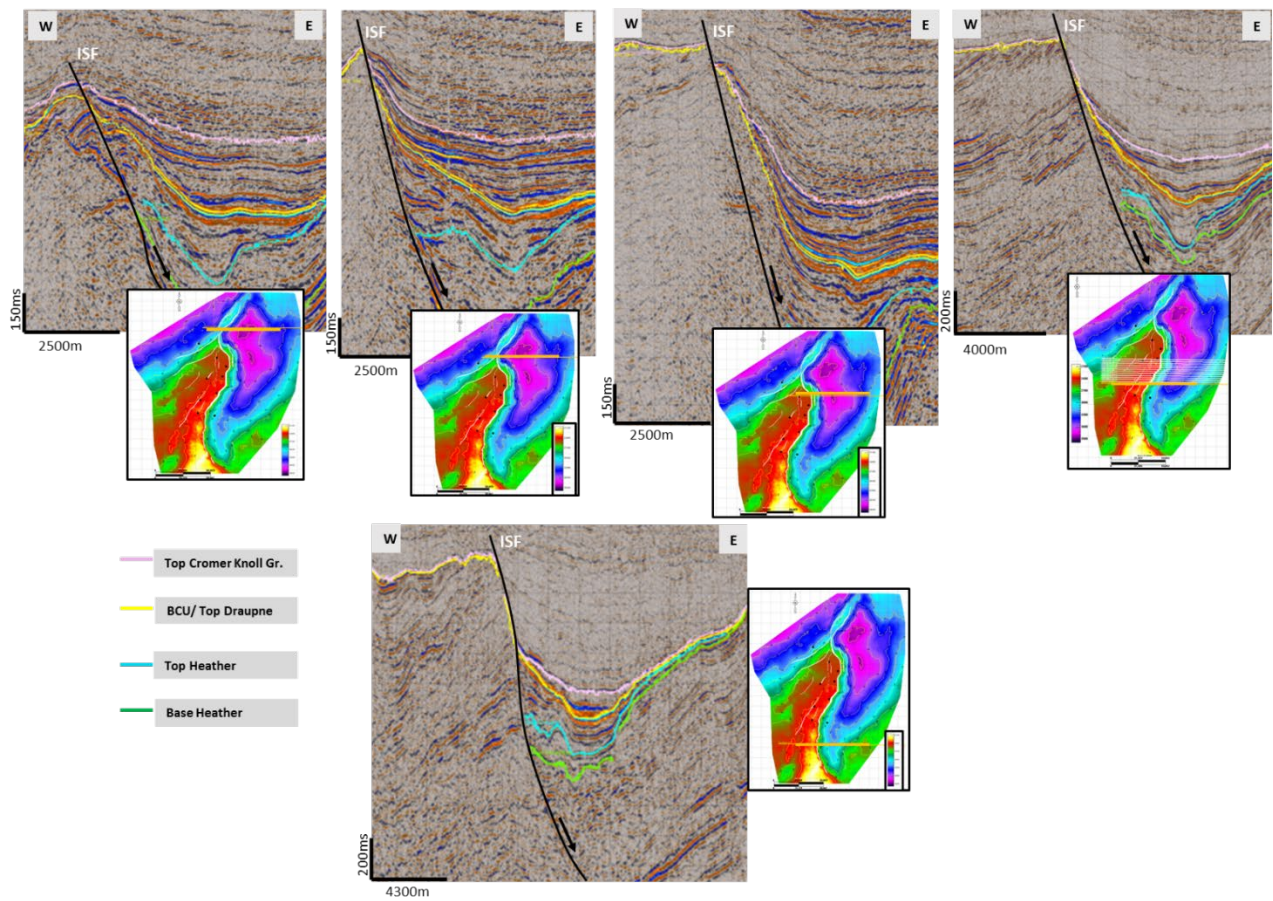 W
E
ISF
150ms
2500m
W
E
ISF
150ms
2500m
W
E
ISF
150ms
2500m
W
E
ISF
200ms
4000m
Top Cromer Knoll Gr.
BCU/ Top Draupne
Top Heather
Base Heather
W
E
ISF
200ms
4300m